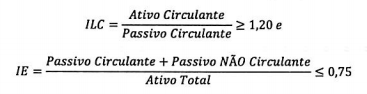 ILC = Ativo Circulante / Passivo Circulante ≥ 1,20 e
IE = Passivo Circulante + Passivo NÃO Circulante / Ativo Total ≤ 0,75